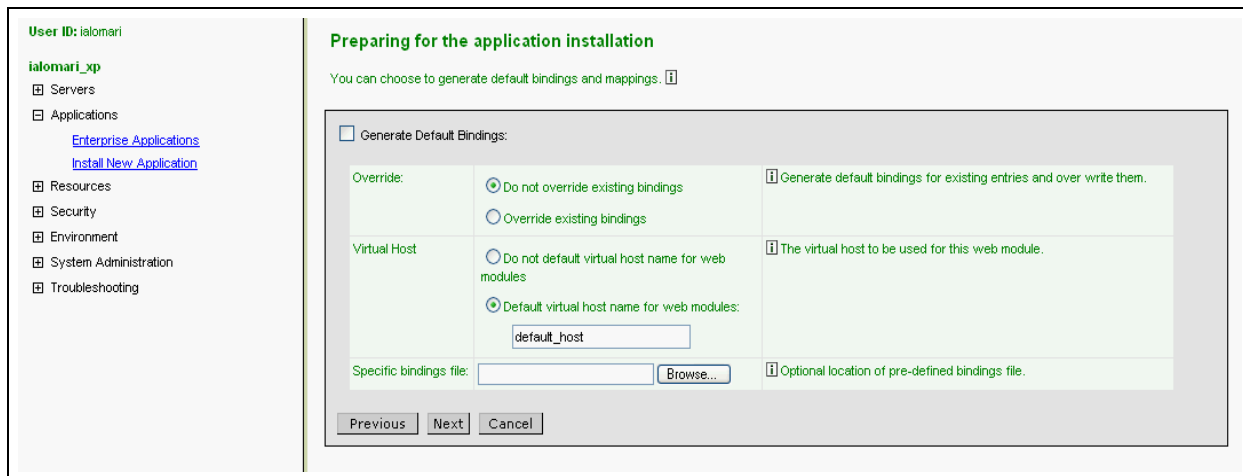 User ID: ialomari
ialomari_xp
Servers
Applications
Enterprise Applications
Install New Application
Resources
Security
Environment
System Administration
Troubleshooting
Preparing for the application installation
You can choose to generate default bindings and mappings. i
Generate Default Bindings:
Override:
Do not override existing bindings
Override existing bindings
i Generate default bindings for existing entries and over write them.
Virtual Host
Do not default virtual host name for web
modules
Default virtual host name for web modules:
default_host
i The virtual host to be used for this web module.
Specific bindings file:
Browse...
i Optional location of pre-defined bindings file.
Previous
Next
Cancel